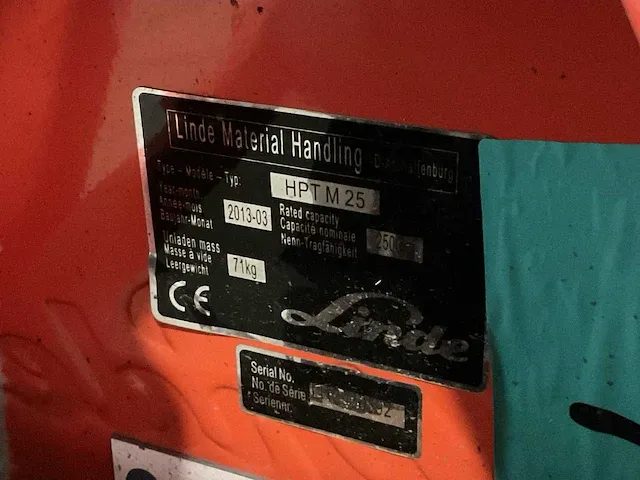 Linde Material Handling
Type - Modèle - Typ:
HPT M 25
Year-month
Année-mois
Baujahr-Monat
2013-03
Rated capacity
Capacité nominale
Nenn-Tragfähigkeit
Unladen mass
Masse à vide
Leergewicht
71kg
CE
Linde
Serial No.
No. de Série
Seriennr.